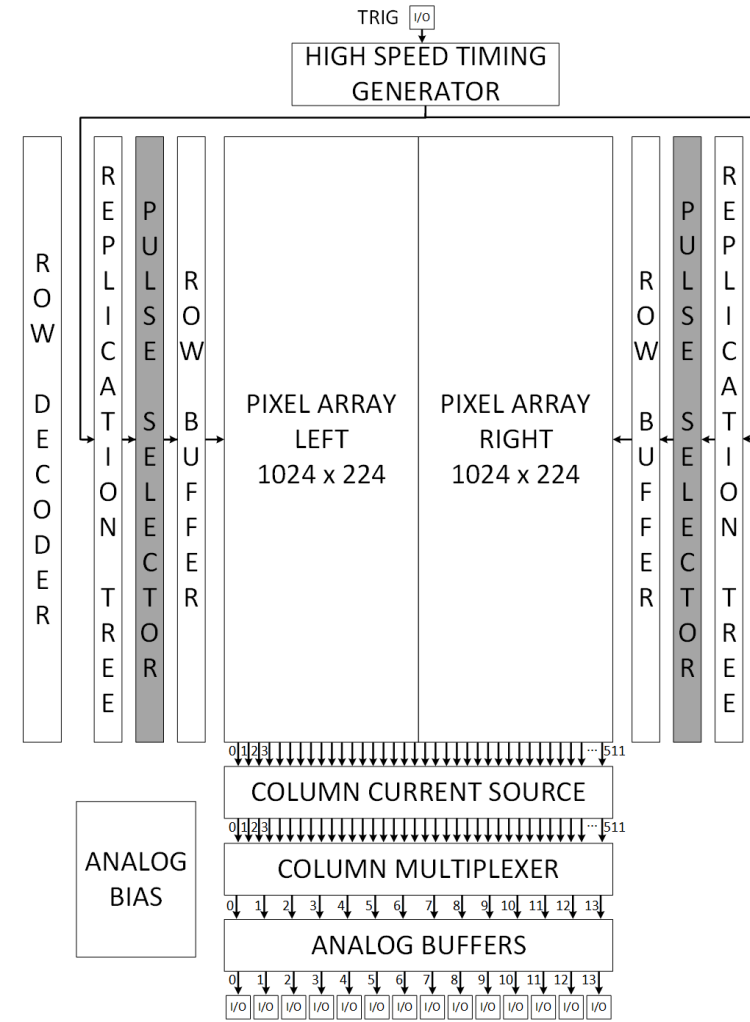 TRIG I/O
HIGH SPEED TIMING
GENERATOR
ROW DECODER
REPLICATION TREE
PULSE SELECTOR
ROW BUFFER
PIXEL ARRAY
LEFT
1024 x 224
PIXEL ARRAY
RIGHT
1024 x 224
ROW BUFFER
PULSE SELECTOR
REPLICATION TREE
0 1 2 3 ... 511
COLUMN CURRENT SOURCE
0 1 2 3 ... 511
ANALOG
BIAS
COLUMN MULTIPLEXER
0 1 2 3 4 5 6 7 8 9 10 11 12 13
ANALOG BUFFERS
0 1 2 3 4 5 6 7 8 9 10 11 12 13
I/O I/O I/O I/O I/O I/O I/O I/O I/O I/O I/O I/O I/O I/O